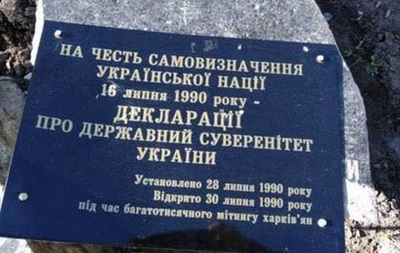 НА ЧЕСТЬ САМОВИЗНАЧЕННЯ
УКРАЇНСЬКОЇ НАЦІЇ
16 липня 1990 року -
ДЕКЛАРАЦІЇ
ПРО ДЕРЖАВНИЙ СУВЕРЕНІТЕТ
УКРАЇНИ
Установлено 28 липня 1990 року
Відкрито 30 липня 1990 року
під час багатотисячного мітингу харків'ян